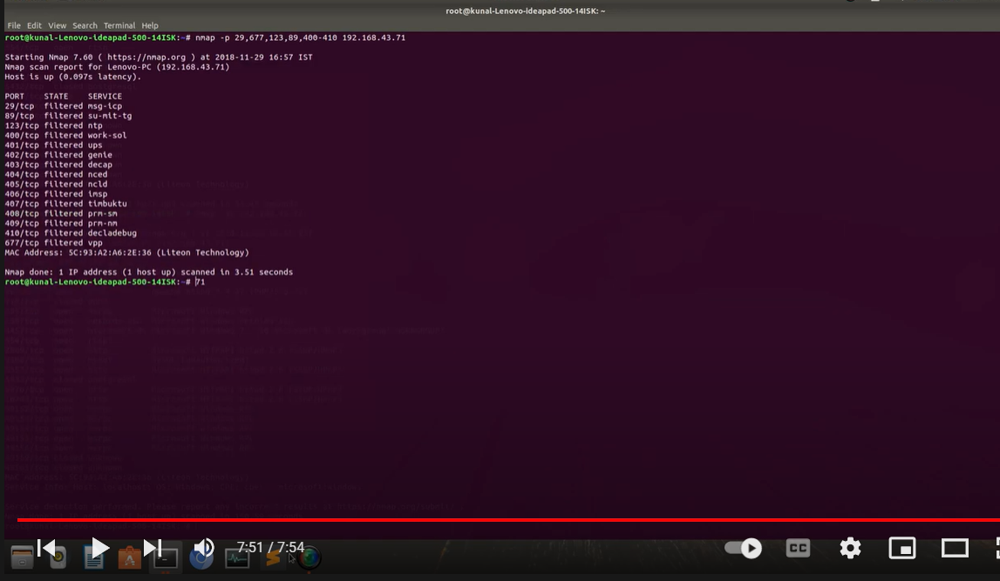 root@kunal-Lenovo-ideapad-500-14ISK: ~
File Edit View Search Terminal Help
root@kunal-Lenovo-ideapad-500-14ISK:~# nmap -p 29,677,123,89,400-410 192.168.43.71
Starting Nmap 7.60 ( https://nmap.org ) at 2018-11-29 16:57 IST
Nmap scan report for Lenovo-PC (192.168.43.71)
Host is up (0.097s latency).
PORT STATE SERVICE
29/tcp filtered msg-icp
89/tcp filtered su-mit-tg
123/tcp filtered ntp
400/tcp filtered work-sol
401/tcp filtered ups
402/tcp filtered genie
403/tcp filtered decap
404/tcp filtered nced
405/tcp filtered ncld
406/tcp filtered imsp
407/tcp filtered timbuktu
408/tcp filtered prm-sm
409/tcp filtered prm-nm
410/tcp filtered decladebug
677/tcp filtered vpp
MAC Address: 5C:93:A2:A6:2E:36 (Liteon Technology)
Nmap done: 1 IP address (1 host up) scanned in 3.51 seconds
root@kunal-Lenovo-ideapad-500-14ISK:~# 71
7:51 / 7:54
CC